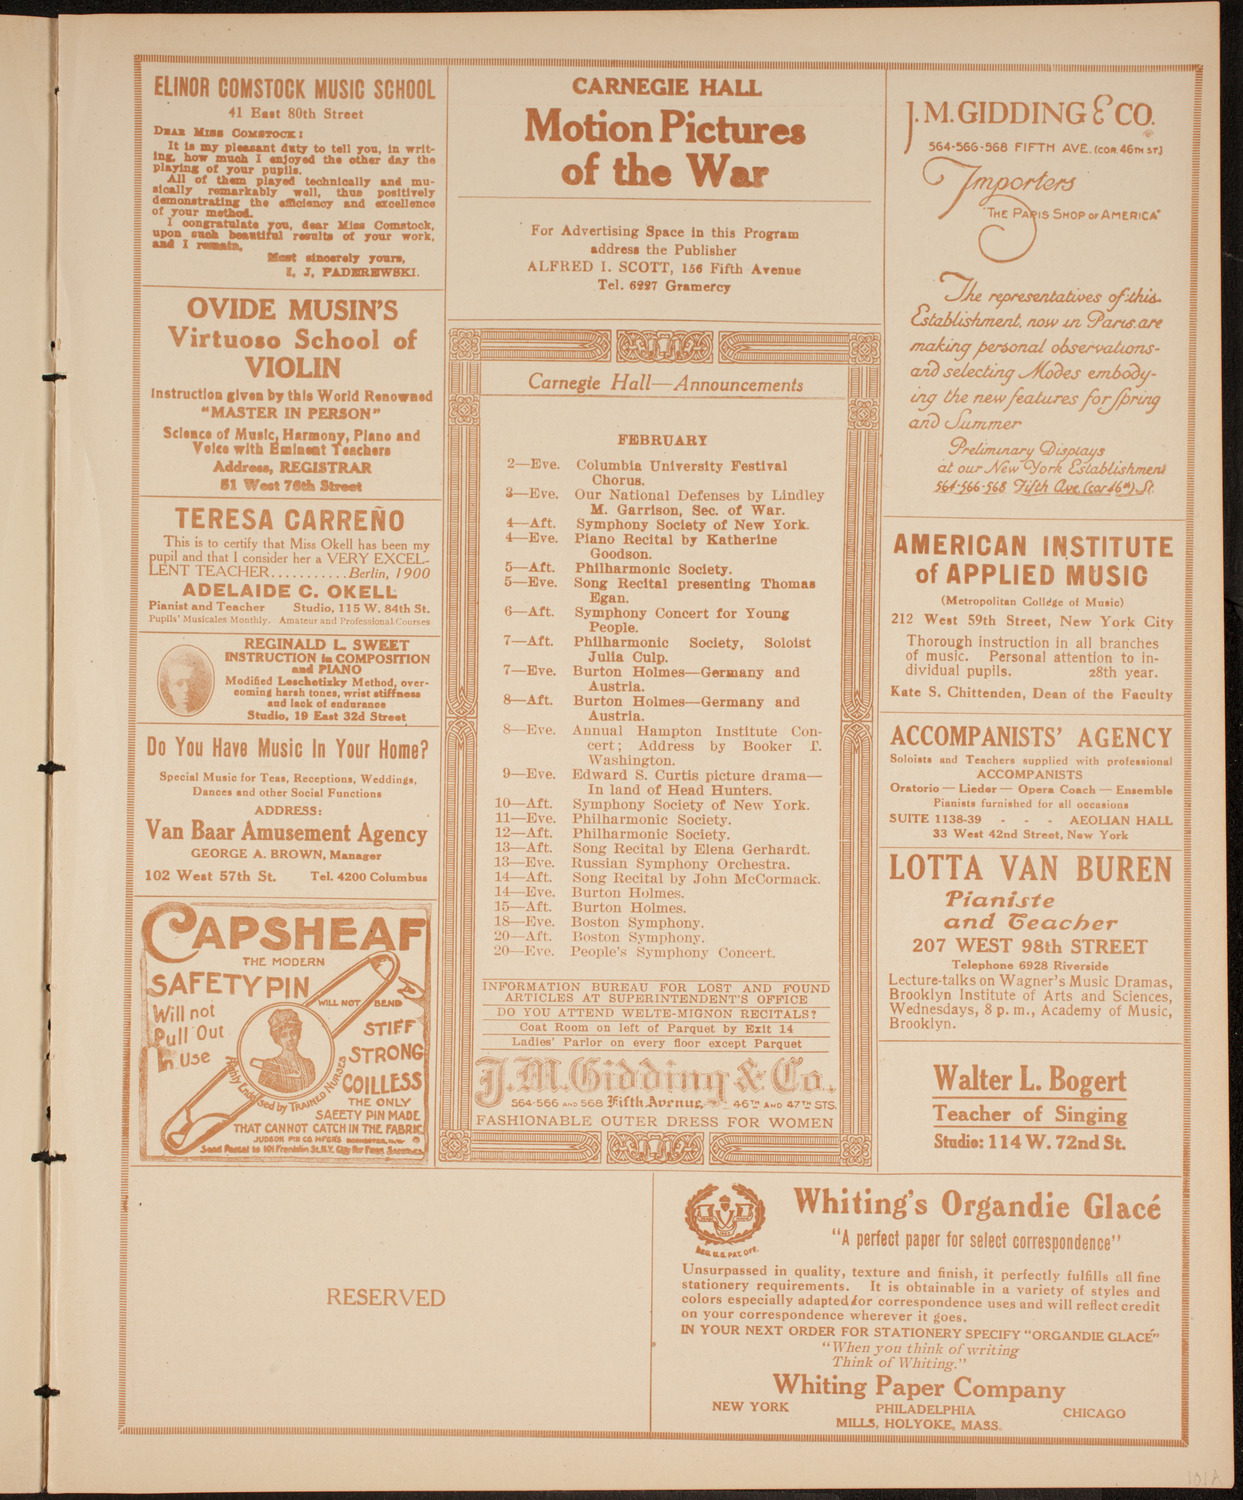 ELINOR COMSTOCK MUSIC SCHOOL
41 East 80th Street
DEAR MISS COMSTOCK:
It is my pleasant duty to tell you, in writ-
ing, how much I enjoyed the other day the
playing of your pupils.
All of them played technically and mu-
sically remarkably well, thus positively
demonstrating the efficiency and excellence
of your method.
I congratulate you, dear Miss Comstock,
upon such beautiful results of your work,
and I remain,
Most sincerely yours,
I. J. PADEREWSKI.
OVIDE MUSIN'S
Virtuoso School of
VIOLIN
Instruction given by this World Renowned
"MASTER IN PERSON"
Science of Music, Harmony, Piano and
Voice with Eminent Teachers
Address, REGISTRAR
51 West 76th Street
TERESA CARREÑO
This is to certify that Miss Okell has been my
pupil and that I consider her a VERY EXCEL-
LENT TEACHER...........Berlin, 1900
ADELAIDE C. OKELL
Pianist and Teacher Studio, 115 W. 84th St.
Pupils' Musicales Monthly. Amateur and Professional Courses
REGINALD L. SWEET
INSTRUCTION in COMPOSITION
and PIANO
Modified Leschetizky Method, over-
coming harsh tones, wrist stiffness
and lack of endurance
Studio, 19 East 32d Street
Do You Have Music In Your Home?
Special Music for Teas, Receptions, Weddings,
Dances and other Social Functions
ADDRESS:
Van Baar Amusement Agency
GEORGE A. BROWN, Manager
102 West 57th St. Tel. 4200 Columbus
CAPSHEAF
THE MODERN
SAFETY PIN
WILL NOT BEND
Will not
Pull Out
In Use
STIFF
STRONG
COILLESS
Highly Endorsed by TRAINED NURSES
THE ONLY
SAFETY PIN MADE
THAT CANNOT CATCH IN THE FABRIC
JUDSON PIN CO. MFGRS ROCHESTER, N.Y.
Send Postal to 101 Franklin St. N.Y. City for Free Samples
CARNEGIE HALL
Motion Pictures
of the War
For Advertising Space in this Program
address the Publisher
ALFRED I. SCOTT, 156 Fifth Avenue
Tel. 6227 Gramercy
Carnegie Hall—Announcements
FEBRUARY
2—Eve. Columbia University Festival
Chorus.
3—Eve. Our National Defenses by Lindley
M. Garrison, Sec. of War.
4—Aft. Symphony Society of New York.
4—Eve. Piano Recital by Katherine
Goodson.
5—Aft. Philharmonic Society.
5—Eve. Song Recital presenting Thomas
Egan.
6—Aft. Symphony Concert for Young
People.
7—Aft. Philharmonic Society, Soloist
Julia Culp.
7—Eve. Burton Holmes—Germany and
Austria.
8—Aft. Burton Holmes—Germany and
Austria.
8—Eve. Annual Hampton Institute Con-
cert; Address by Booker T.
Washington.
9—Eve. Edward S. Curtis picture drama—
In land of Head Hunters.
10—Aft. Symphony Society of New York.
11—Eve. Philharmonic Society.
12—Aft. Philharmonic Society.
13—Aft. Song Recital by Elena Gerhardt.
13—Eve. Russian Symphony Orchestra.
14—Aft. Song Recital by John McCormack.
14—Eve. Burton Holmes.
15—Aft. Burton Holmes.
18—Eve. Boston Symphony.
20—Aft. Boston Symphony.
20—Eve. People's Symphony Concert.
INFORMATION BUREAU FOR LOST AND FOUND
ARTICLES AT SUPERINTENDENT'S OFFICE
DO YOU ATTEND WELTE-MIGNON RECITALS?
Coat Room on left of Parquet by Exit 14
Ladies' Parlor on every floor except Parquet
J. M. Gidding & Co.
564-566 AND 568 Fifth Avenue, 46TH AND 47TH STS.
FASHIONABLE OUTER DRESS FOR WOMEN
J. M. GIDDING & CO.
564-566-568 FIFTH AVE. (COR. 46TH ST.)
Importers
"THE PARIS SHOP OF AMERICA"
The representatives of this
Establishment, now in Paris are
making personal observations-
and selecting Modes embody-
ing the new features for Spring
and Summer
Preliminary Displays
at our New York Establishment
564-566-568 Fifth Ave. (cor 46th) St.
AMERICAN INSTITUTE
of APPLIED MUSIC
(Metropolitan College of Music)
212 West 59th Street, New York City
Thorough instruction in all branches
of music. Personal attention to in-
dividual pupils. 28th year.
Kate S. Chittenden, Dean of the Faculty
ACCOMPANISTS' AGENCY
Soloists and Teachers supplied with professional
ACCOMPANISTS
Oratorio — Lieder — Opera Coach — Ensemble
Pianists furnished for all occasions
SUITE 1138-39 - - - AEOLIAN HALL
33 West 42nd Street, New York
LOTTA VAN BUREN
Pianiste
and Teacher
207 WEST 98th STREET
Telephone 6928 Riverside
Lecture-talks on Wagner's Music Dramas,
Brooklyn Institute of Arts and Sciences,
Wednesdays, 8 p. m., Academy of Music,
Brooklyn.
Walter L. Bogert
Teacher of Singing
Studio: 114 W. 72nd St.
RESERVED
REG. U.S. PAT. OFF.
Whiting's Organdie Glacé
"A perfect paper for select correspondence"
Unsurpassed in quality, texture and finish, it perfectly fulfills all fine
stationery requirements. It is obtainable in a variety of styles and
colors especially adapted for correspondence uses and will reflect credit
on your correspondence wherever it goes.
IN YOUR NEXT ORDER FOR STATIONERY SPECIFY "ORGANDIE GLACÉ"
"When you think of writing
Think of Whiting."
Whiting Paper Company
NEW YORK PHILADELPHIA CHICAGO
MILLS, HOLYOKE, MASS.
101A